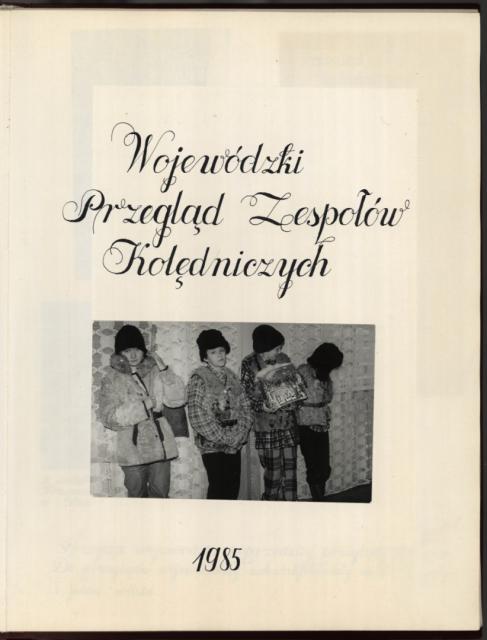 Wojewódzki
Przegląd Zespołów
Kolędniczych
1985